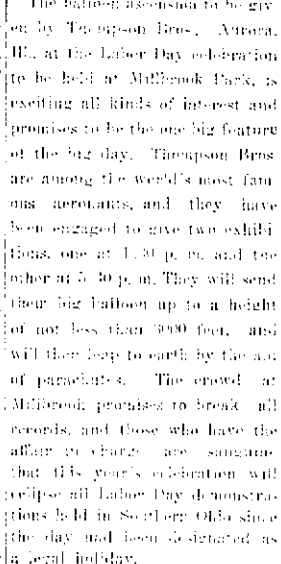 The balloon ascension to be giv
en by Thompson Bros., Aurora,
Ill., at the Labor Day celebration
to be held at Millbrook Park, is
exciting all kinds of interest and
promises to be the one big feature
of the big day. Thompson Bros
are among the world's most fam
ous aeronauts, and they have
been engaged to give two exhibi
tions, one at p. m. and the
other at 5:30 p. m. They will send
their big balloon up to a height
of not less than feet, and
will then leap to earth by the aid
of parachutes. The crowd at
Millbrook promises to break all
records, and those who have the
affair in charge are sanguine
that this year's celebration will
eclipse all Labor Day demonstra
tions held in Southern Ohio since
the day had been designated as
a legal holiday.